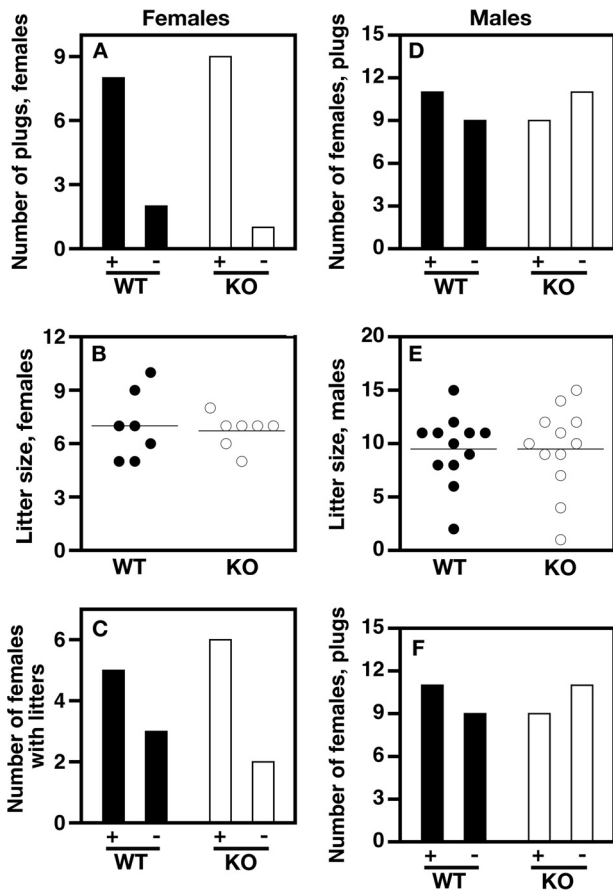 Females
A
Number of plugs, females
9
6
3
0
+ - + -
WT KO
B
Litter size, females
12
9
6
3
0
WT KO
C
Number of females
with litters
6
4
2
0
+ - + -
WT KO
Males
D
Number of females, plugs
15
12
9
6
3
0
+ - + -
WT KO
E
Litter size, males
20
15
10
5
0
WT KO
F
Number of females, plugs
15
12
9
6
3
0
+ - + -
WT KO